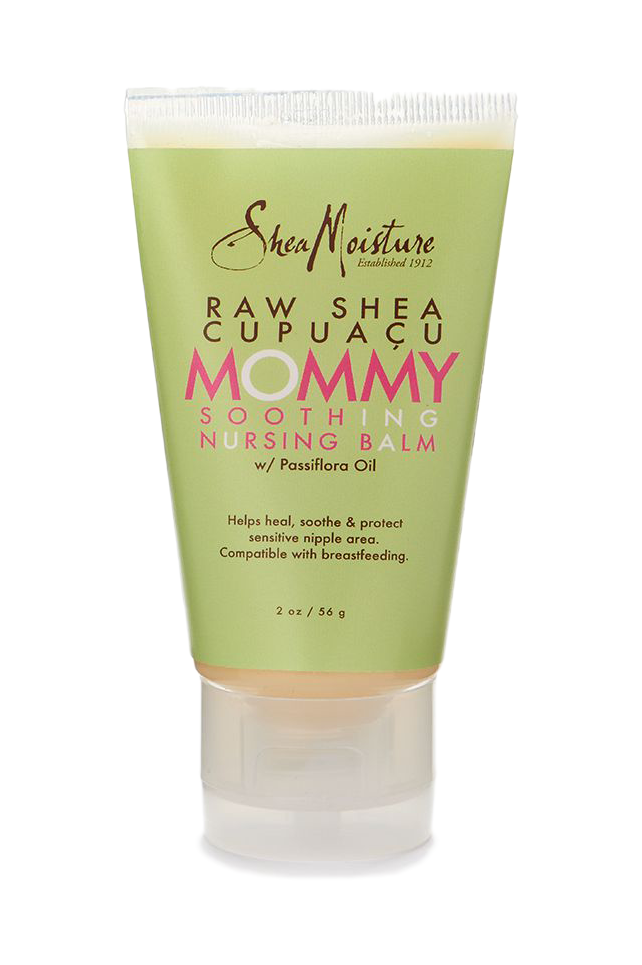 SheaMoisture
Established 1912
RAW SHEA
CUPUAÇU
MOMMY
SOOTHING
NURSING BALM
w/ Passiflora Oil
Helps heal, soothe & protect
sensitive nipple area.
Compatible with breastfeeding.
2 oz / 56 g